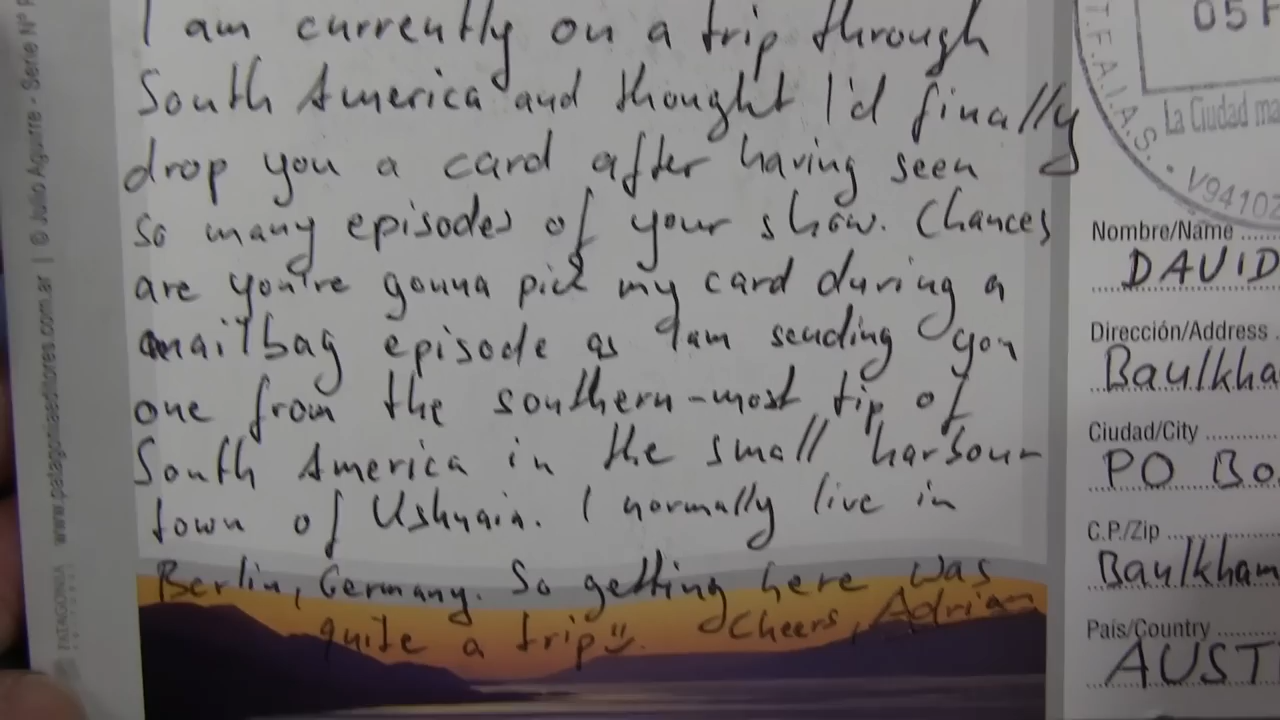 I am currently on a trip through
South America and thought I'd finally
drop you a card after having seen
so many episodes of your show. Chances
are you're gonna pick my card during a
mailbag episode as I am sending you
one from the southern-most tip of
South America in the small harbour
town of Ushuaia. I normally live in
Berlin, Germany. So getting here was
quite a trip ü.
Cheers, Adrian
www.patagoniaeditores.com.ar | © Julio Aguirre - Serie Nº
PATAGONIA
T.F.A.I.A.S. · V9410
05
La Ciudad ma
Nombre/Name
DAVID
Dirección/Address
Baulkha
Ciudad/City
PO Bo
C.P./Zip
Baulkham
País/Country
AUST